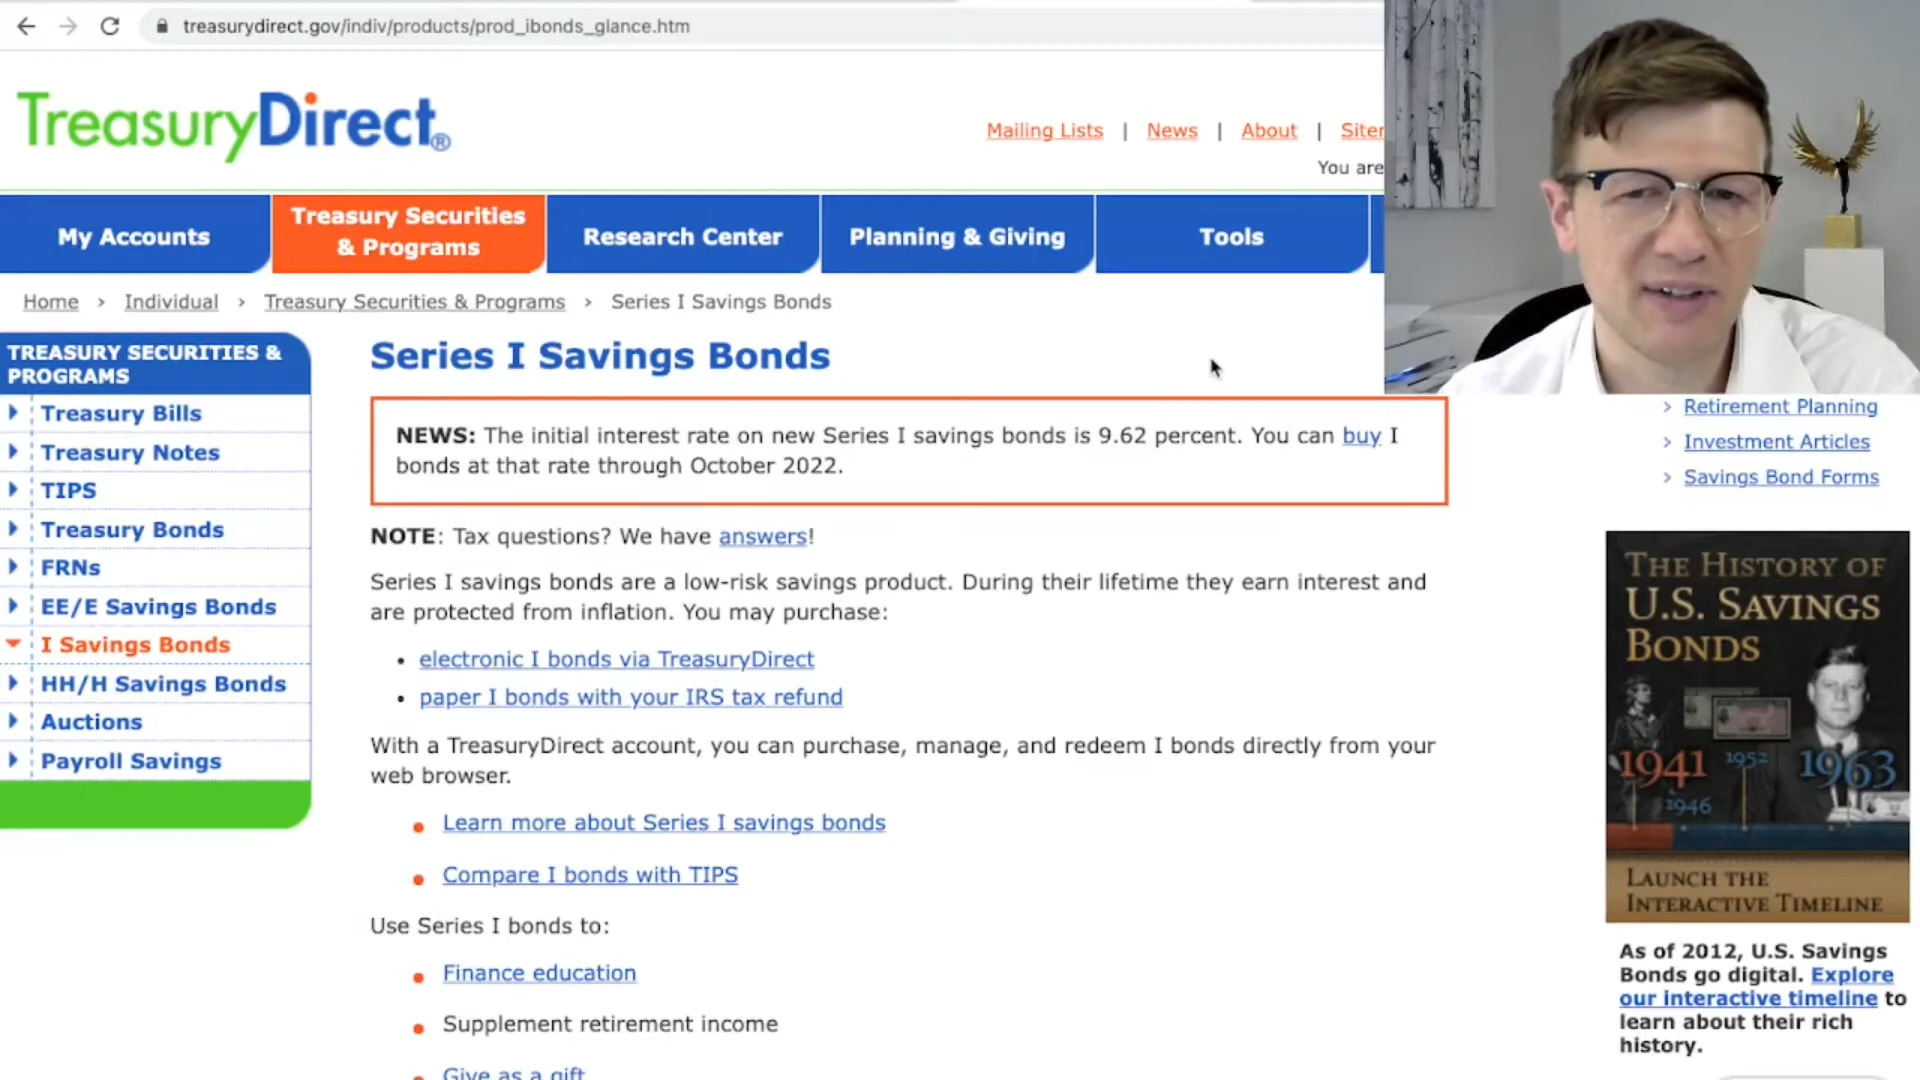 treasurydirect.gov/indiv/products/prod_ibonds_glance.htm
TreasuryDirect®
Mailing Lists | News | About |
You are
My Accounts
Treasury Securities
& Programs
Research Center
Planning & Giving
Tools
Home › Individual › Treasury Securities & Programs › Series I Savings Bonds
TREASURY SECURITIES &
PROGRAMS
Treasury Bills
Treasury Notes
TIPS
Treasury Bonds
FRNs
EE/E Savings Bonds
I Savings Bonds
HH/H Savings Bonds
Auctions
Payroll Savings
Series I Savings Bonds
NEWS: The initial interest rate on new Series I savings bonds is 9.62 percent. You can buy I
bonds at that rate through October 2022.
NOTE: Tax questions? We have answers!
Series I savings bonds are a low-risk savings product. During their lifetime they earn interest and
are protected from inflation. You may purchase:
• electronic I bonds via TreasuryDirect
• paper I bonds with your IRS tax refund
With a TreasuryDirect account, you can purchase, manage, and redeem I bonds directly from your
web browser.
• Learn more about Series I savings bonds
• Compare I bonds with TIPS
Use Series I bonds to:
• Finance education
• Supplement retirement income
• Give as a gift
› Retirement Planning
› Investment Articles
› Savings Bond Forms
THE HISTORY OF
U.S. SAVINGS
BONDS
1941 1952 1963
1946
LAUNCH THE
INTERACTIVE TIMELINE
As of 2012, U.S. Savings
Bonds go digital. Explore
our interactive timeline to
learn about their rich
history.